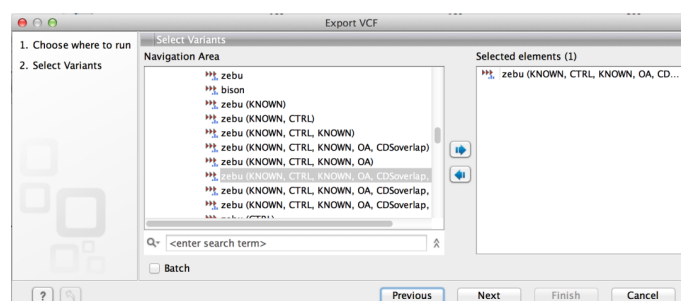 Export VCF
1. Choose where to run
2. Select Variants
Select Variants
Navigation Area
zebu
bison
zebu (KNOWN)
zebu (KNOWN, CTRL)
zebu (KNOWN, CTRL, KNOWN)
zebu (KNOWN, CTRL, KNOWN, OA, CDSoverlap)
zebu (KNOWN, CTRL, KNOWN, OA)
zebu (KNOWN, CTRL, KNOWN, OA, CDSoverlap,
zebu (KNOWN, CTRL, KNOWN, OA, CDSoverlap,
zebu (KNOWN, CTRL, KNOWN, OA, CDSoverlap,
zebu (CTRL)
<enter search term>
Batch
Selected elements (1)
zebu (KNOWN, CTRL, KNOWN, OA, CD...
?
Previous
Next
Finish
Cancel